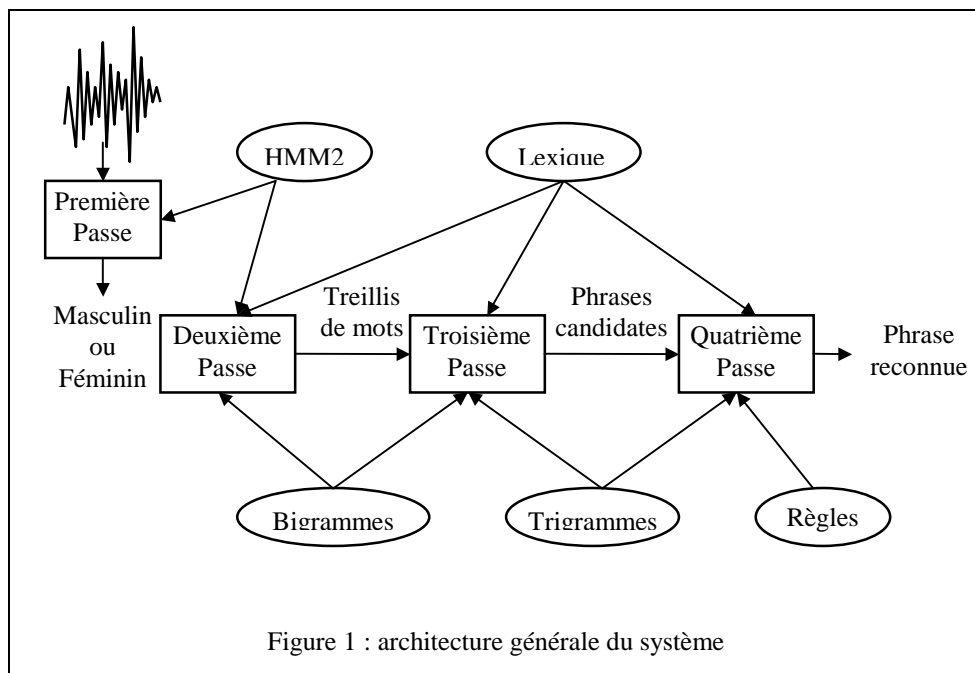 HMM2
Lexique
Première
Passe
Masculin
ou
Féminin
Deuxième
Passe
Treillis
de mots
Troisième
Passe
Phrases
candidates
Quatrième
Passe
Phrase
reconnue
Bigrammes
Trigrammes
Règles
Figure 1 : architecture générale du système